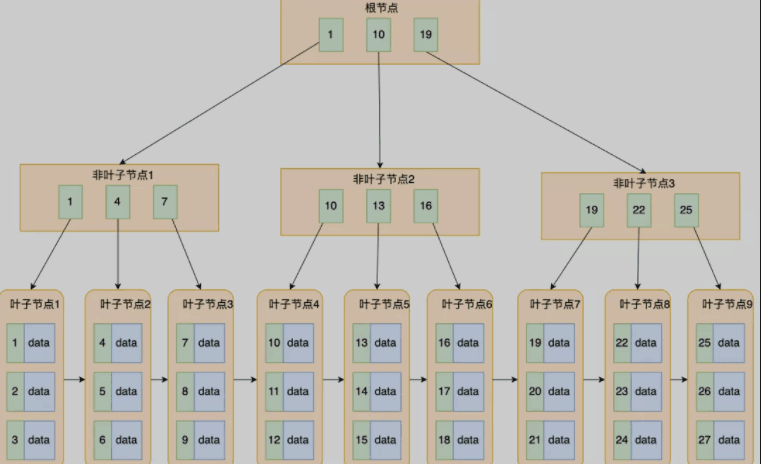 根节点
1 10 19
非叶子节点1
1 4 7
非叶子节点2
10 13 16
非叶子节点3
19 22 25
叶子节点1 叶子节点2 叶子节点3 叶子节点4 叶子节点5 叶子节点6 叶子节点7 叶子节点8 叶子节点9
1 data 4 data 7 data 10 data 13 data 16 data 19 data 22 data 25 data
2 data 5 data 8 data 11 data 14 data 17 data 20 data 23 data 26 data
3 data 6 data 9 data 12 data 15 data 18 data 21 data 24 data 27 data